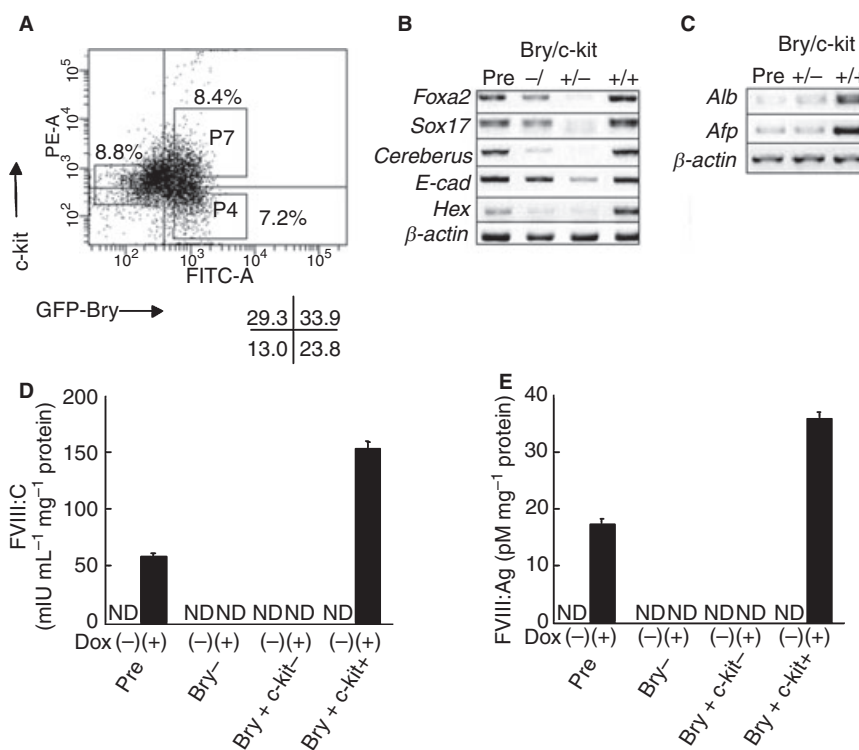 A
10^5
10^4
10^3
10^2
PE-A
c-kit
8.4%
P7
8.8%
P4
7.2%
10^2 10^3 10^4 10^5
FITC-A
GFP-Bry
29.3 33.9
13.0 23.8
B
Bry/c-kit
Pre –/ +/– +/+
Foxa2
Sox17
Cereberus
E-cad
Hex
β-actin
C
Bry/c-kit
Pre +/– +/+
Alb
Afp
β-actin
D
200
150
100
50
0
FVIII:C
(mIU mL–1 mg–1 protein)
ND ND ND ND ND ND
Dox (–)(+) (–)(+) (–)(+) (–)(+)
Pre
Bry–
Bry + c-kit–
Bry + c-kit+
E
40
30
20
10
0
FVIII:Ag (pM mg–1 protein)
ND ND ND ND ND ND
Dox (–)(+) (–)(+) (–)(+) (–)(+)
Pre
Bry–
Bry + c-kit–
Bry + c-kit+